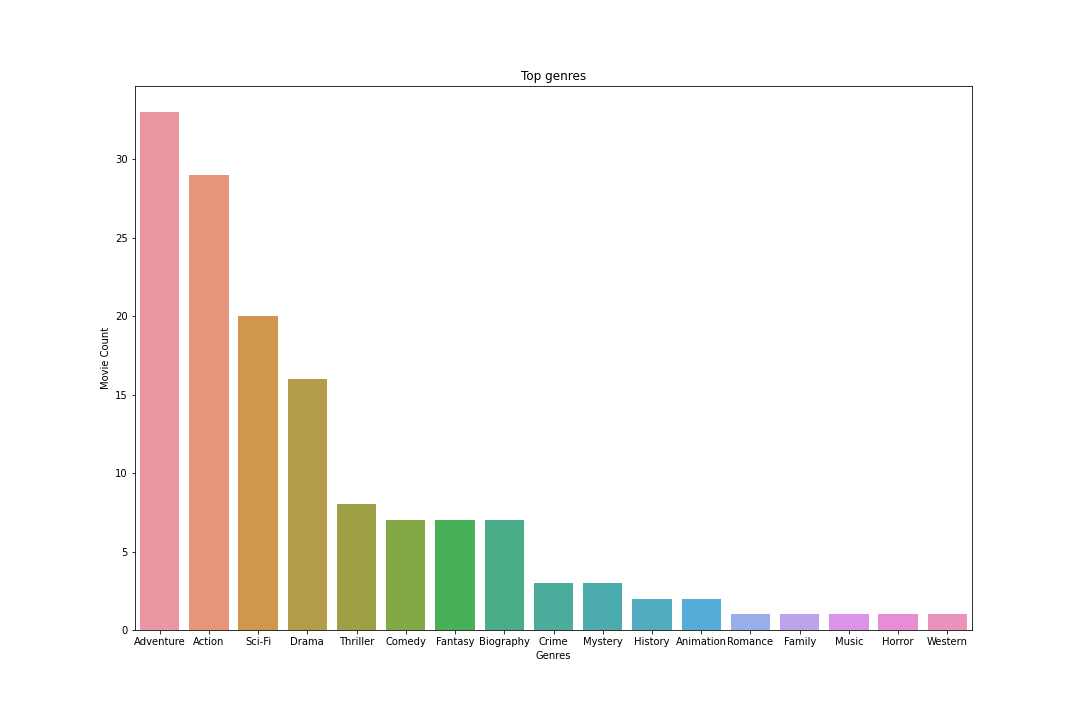 Top genres
30
25
20
15
10
5
0
Movie Count
Adventure Action Sci-Fi Drama Thriller Comedy Fantasy Biography Crime Mystery History Animation Romance Family Music Horror Western
Genres